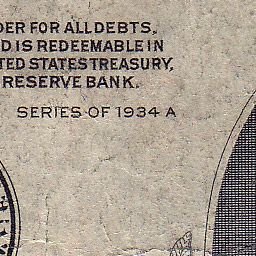 DER FOR ALL DEBTS,
D IS REDEEMABLE IN
TED STATES TREASURY,
RESERVE BANK.
SERIES OF 1934 A